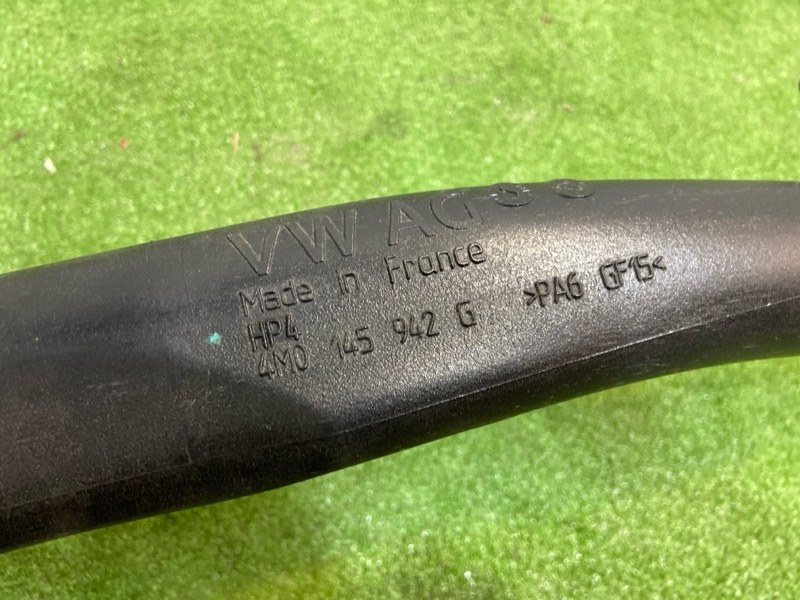 VW AG
Made in France
HP4
4M0 145 942 G >PA6 GF15<